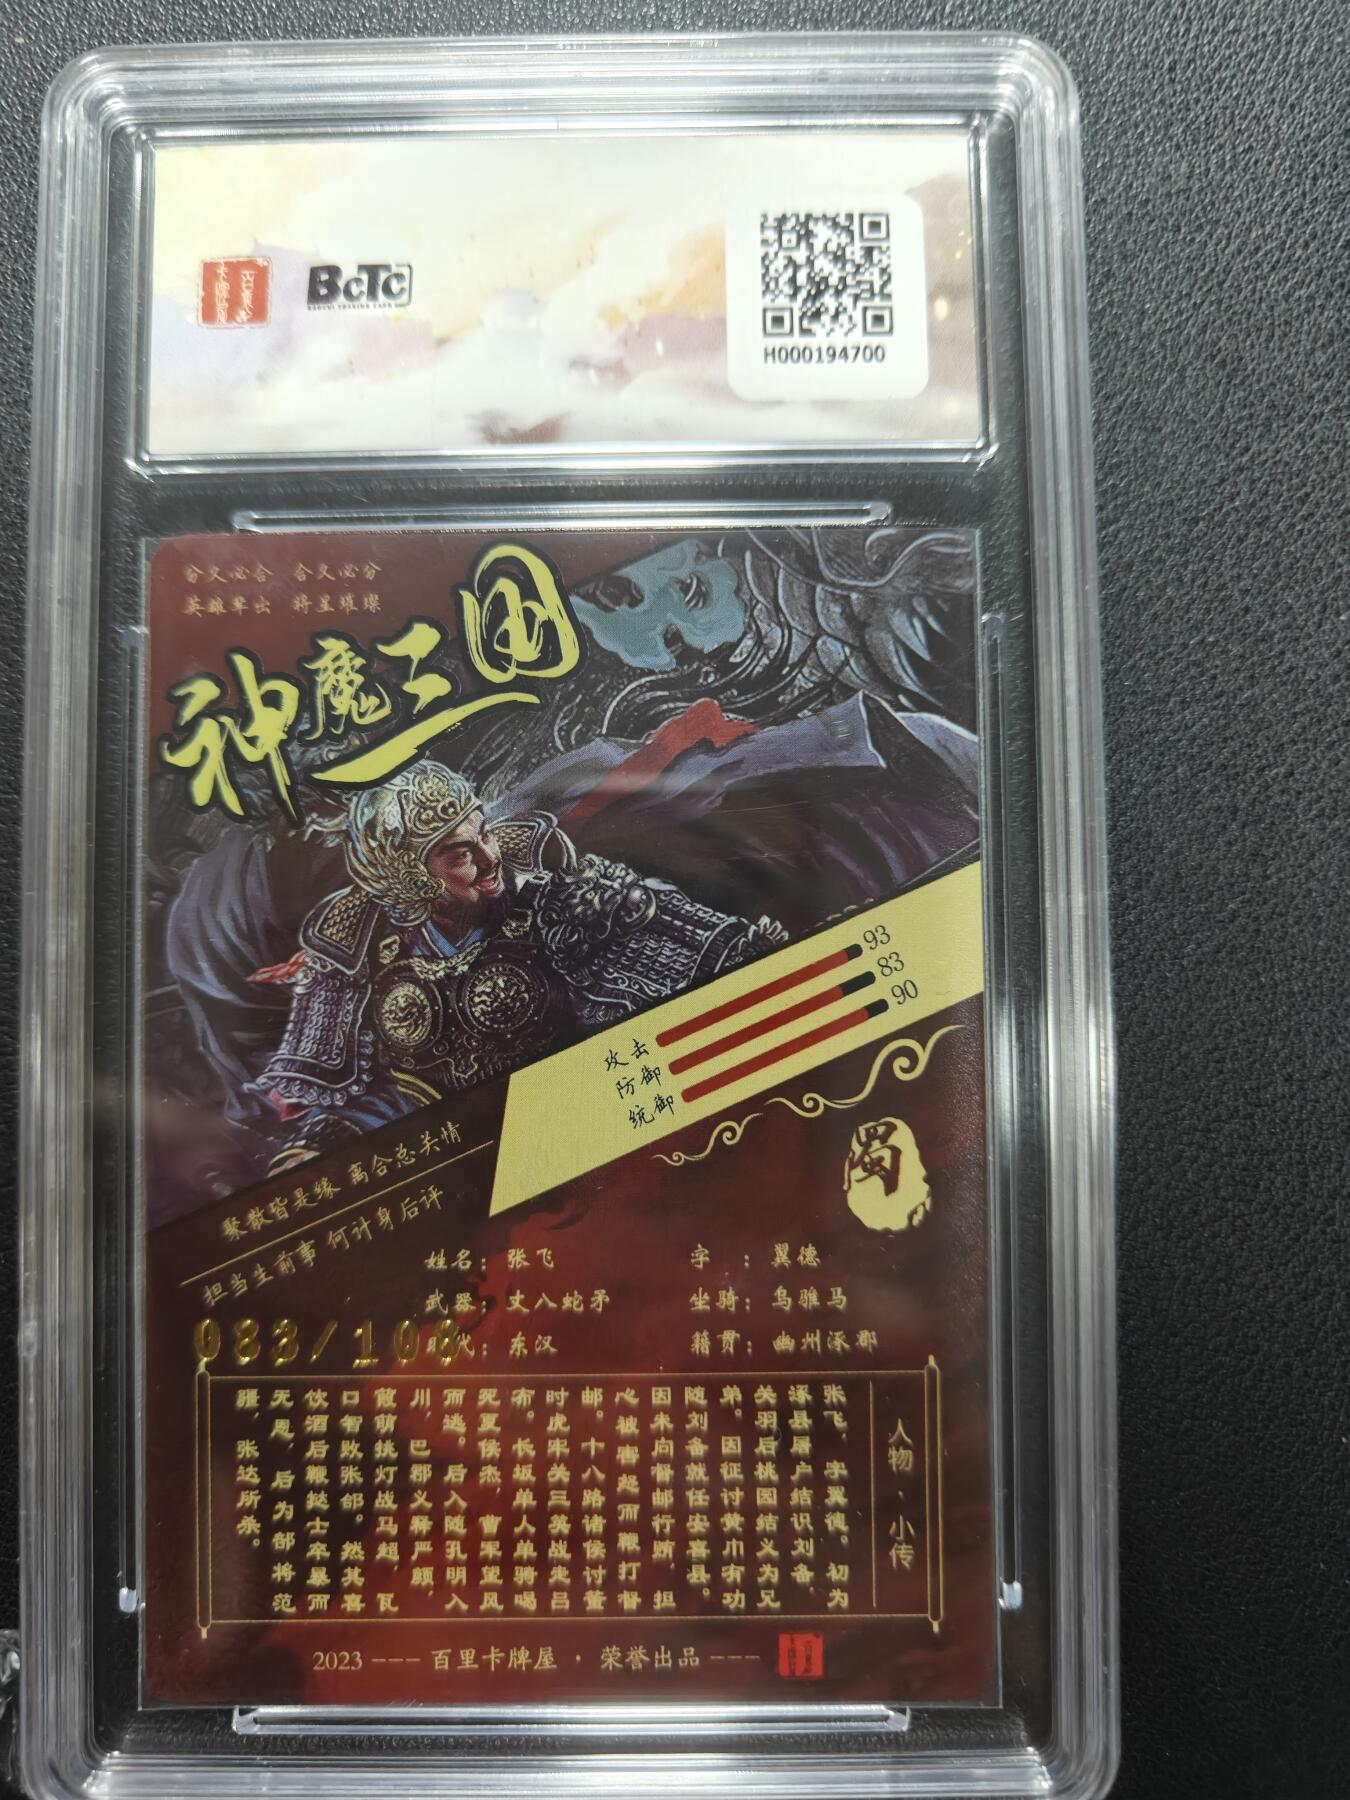 BcTc
BAOCUI TRADING CARD
H000194700
分久必合 合久必分
英雄辈出 将星璀璨
神魔三国
93
83
90
攻击
防御
统御
蜀
聚散皆是缘 离合总关情
担当生前事 何计身后评
姓名：张飞 字：翼德
武器：丈八蛇矛 坐骑：乌骓马
时代：东汉 籍贯：幽州涿郡
083/108
人物·小传
张飞，字翼德。初为
涿县屠户结识刘备、
关羽后桃园结义为兄
弟。因征讨黄巾有功
随刘备就任安喜县。
因未向督邮行贿，担
心被害起而鞭打督
邮。十八路诸侯讨董
时虎牢关三英战走吕
布。长坂单人单骑喝
死夏侯杰，曹军望风
而逃。后入随孔明入
川，巴郡义释严颜，
葭萌挑灯战马超，瓦
口智败张郃。然其喜
饮酒后鞭挞士卒暴而
无恩，后为部将范
疆，张达所杀。
2023---百里卡牌屋·荣誉出品---